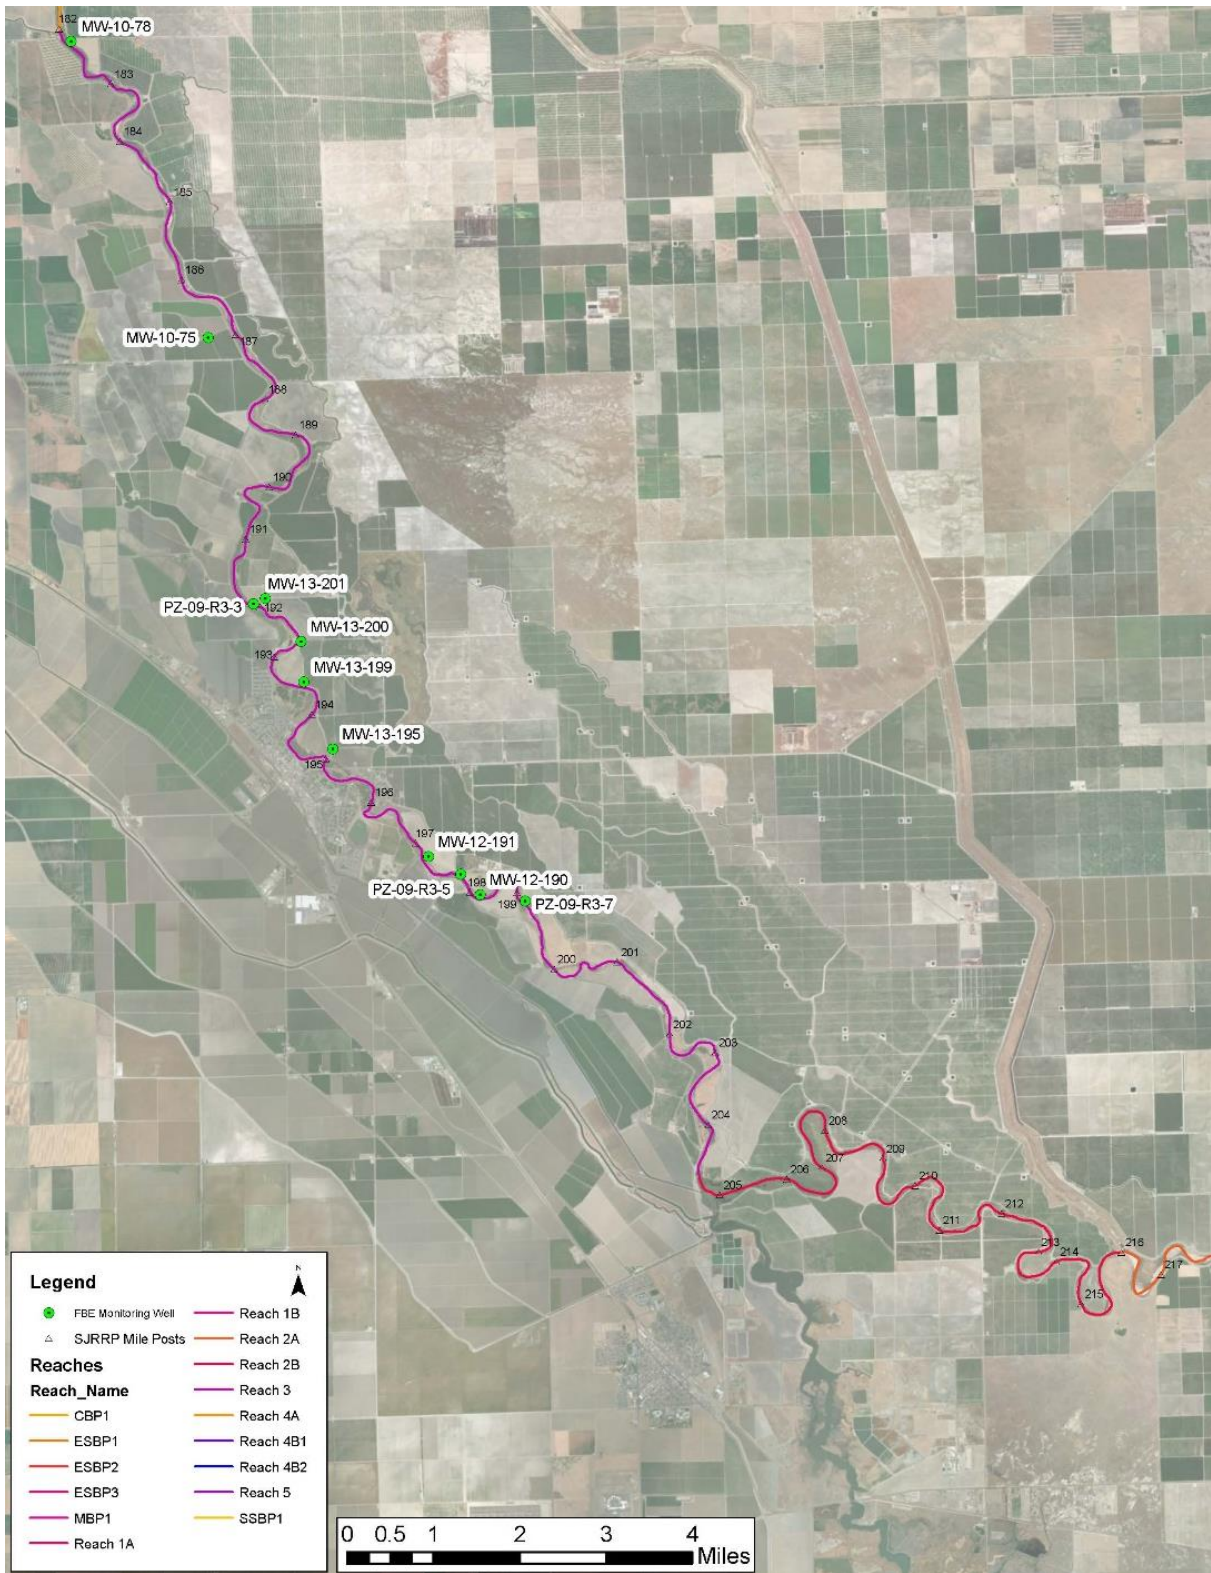 182
MW-10-78
183
184
185
186
MW-10-75
187
188
189
190
191
MW-13-201
PZ-09-R3-3
192
MW-13-200
193
MW-13-199
194
MW-13-195
195
196
197
MW-12-191
PZ-09-R3-5
198
MW-12-190
199
PZ-09-R3-7
200
201
202
203
204
205
206
207
208
209
210
211
212
213
214
215
216
217
Legend
N
FBE Monitoring Well
SJRRP Mile Posts
Reaches
Reach_Name
CBP1
ESBP1
ESBP2
ESBP3
MBP1
Reach 1A
Reach 1B
Reach 2A
Reach 2B
Reach 3
Reach 4A
Reach 4B1
Reach 4B2
Reach 5
SSBP1
0 0.5 1 2 3 4
Miles